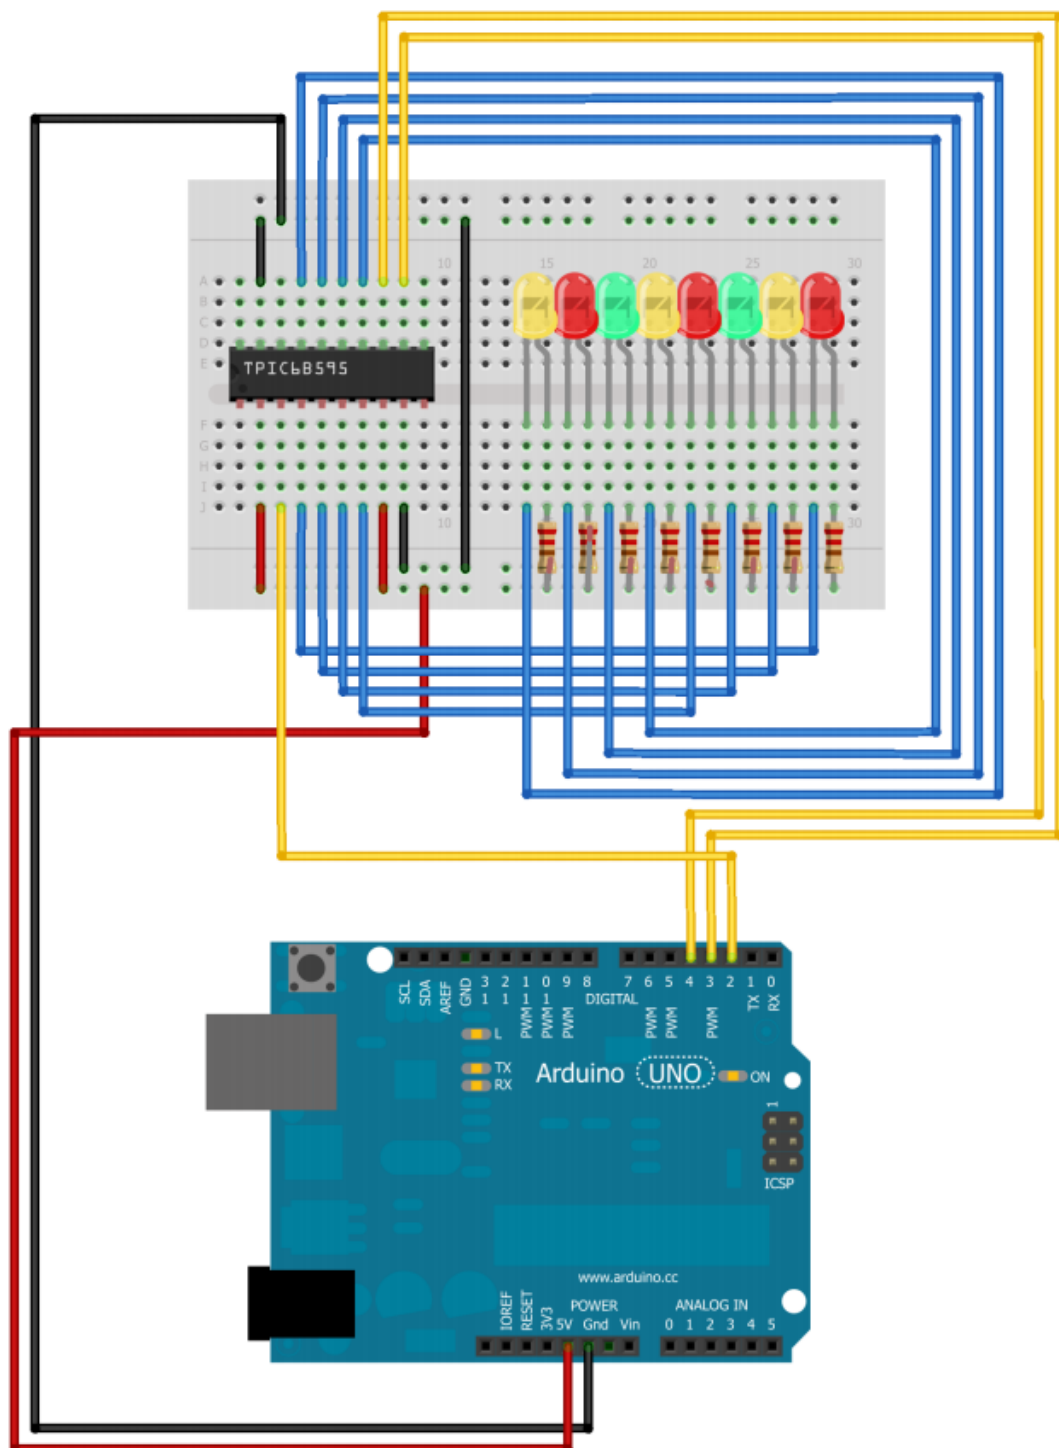 10 15 20 25 30
A
B
C
D
E
TPIC6B595
F
G
H
I
J
10 20 25 30
SCL
SDA
AREF
GND
13
12
11
10
9
8
7
6
5
4
3
2
1
0
PWM
PWM
PWM
DIGITAL
PWM
PWM
PWM
TX
RX
L
TX
RX
Arduino UNO ON
1
ICSP
www.arduino.cc
POWER ANALOG IN
IOREF
RESET
3V3
5V Gnd Vin 0 1 2 3 4 5